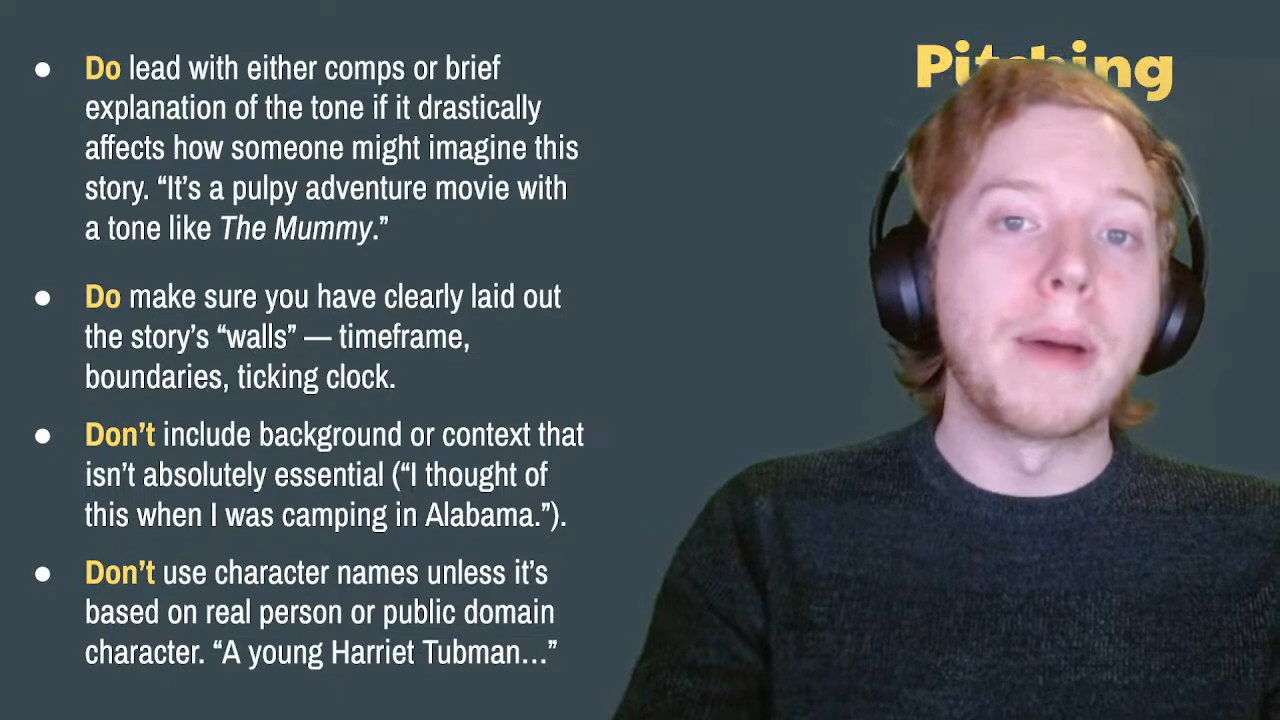 Pitching
● Do lead with either comps or brief
explanation of the tone if it drastically
affects how someone might imagine this
story. “It’s a pulpy adventure movie with
a tone like The Mummy.”
● Do make sure you have clearly laid out
the story’s “walls” — timeframe,
boundaries, ticking clock.
● Don’t include background or context that
isn’t absolutely essential (“I thought of
this when I was camping in Alabama.”).
● Don’t use character names unless it’s
based on real person or public domain
character. “A young Harriet Tubman...”